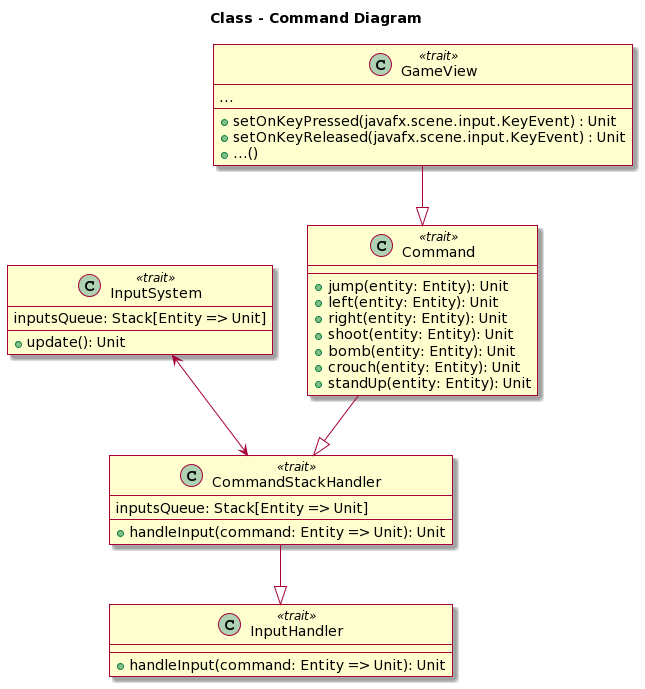 Class - Command Diagram
«trait»
C GameView
...
setOnKeyPressed(javafx.scene.input.KeyEvent) : Unit
setOnKeyReleased(javafx.scene.input.KeyEvent) : Unit
...()
«trait»
C Command
jump(entity: Entity): Unit
left(entity: Entity): Unit
right(entity: Entity): Unit
shoot(entity: Entity): Unit
bomb(entity: Entity): Unit
crouch(entity: Entity): Unit
standUp(entity: Entity): Unit
«trait»
C InputSystem
inputsQueue: Stack[Entity => Unit]
update(): Unit
«trait»
C CommandStackHandler
inputsQueue: Stack[Entity => Unit]
handleInput(command: Entity => Unit): Unit
«trait»
C InputHandler
handleInput(command: Entity => Unit): Unit